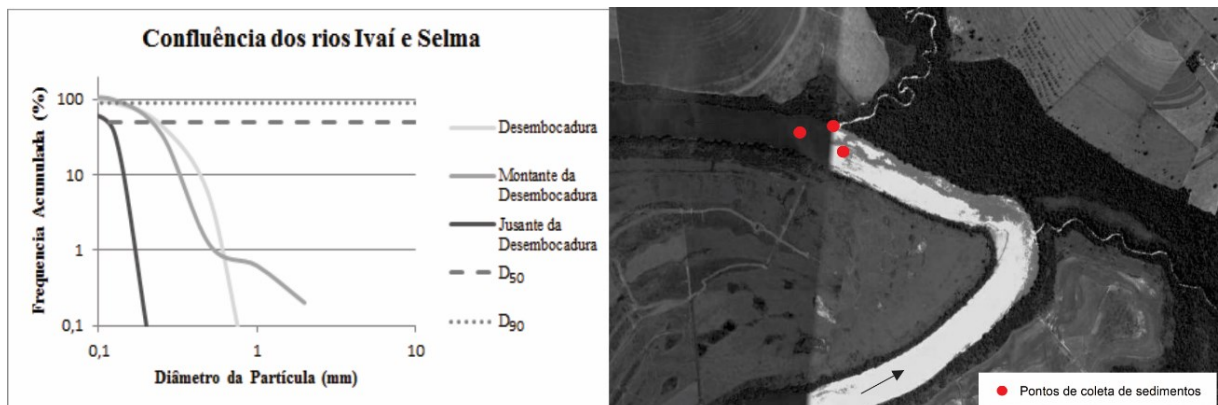 Confluência dos rios Ivaí e Selma
Frequencia Acumulada (%)
100
10
1
0,1
0,1
1
10
Diâmetro da Partícula (mm)
Desembocadura
Montante da
Desembocadura
Jusante da
Desembocadura
D50
D90
Pontos de coleta de sedimentos